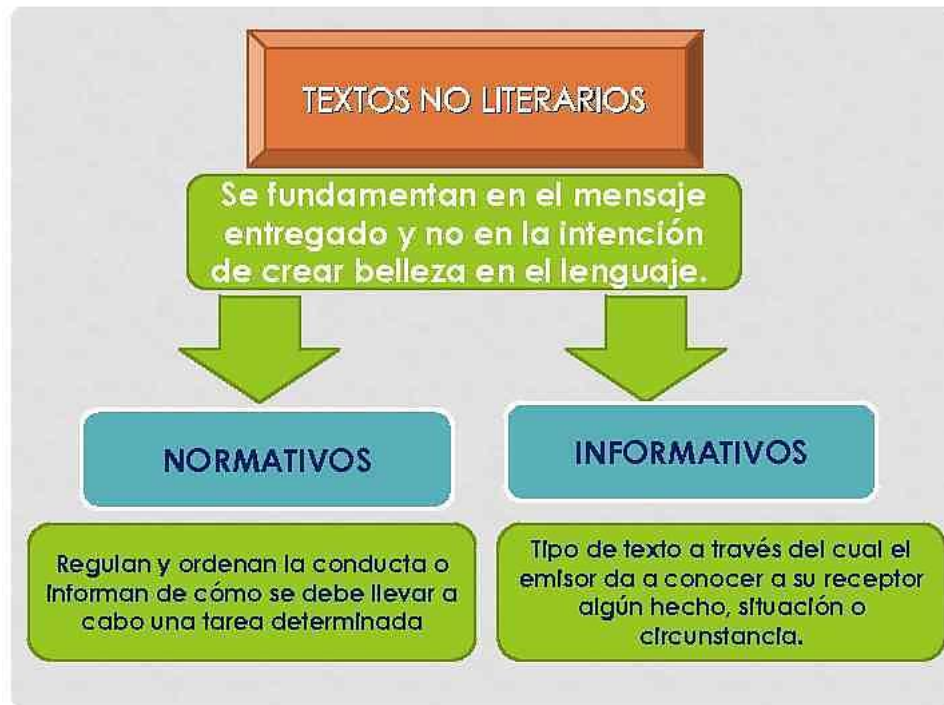 TEXTOS NO LITERARIOS
Se fundamentan en el mensaje
entregado y no en la intención
de crear belleza en el lenguaje.
NORMATIVOS
Regulan y ordenan la conducta o
informan de cómo se debe llevar a
cabo una tarea determinada
INFORMATIVOS
Tipo de texto a través del cual el
emisor da a conocer a su receptor
algún hecho, situación o
circunstancia.